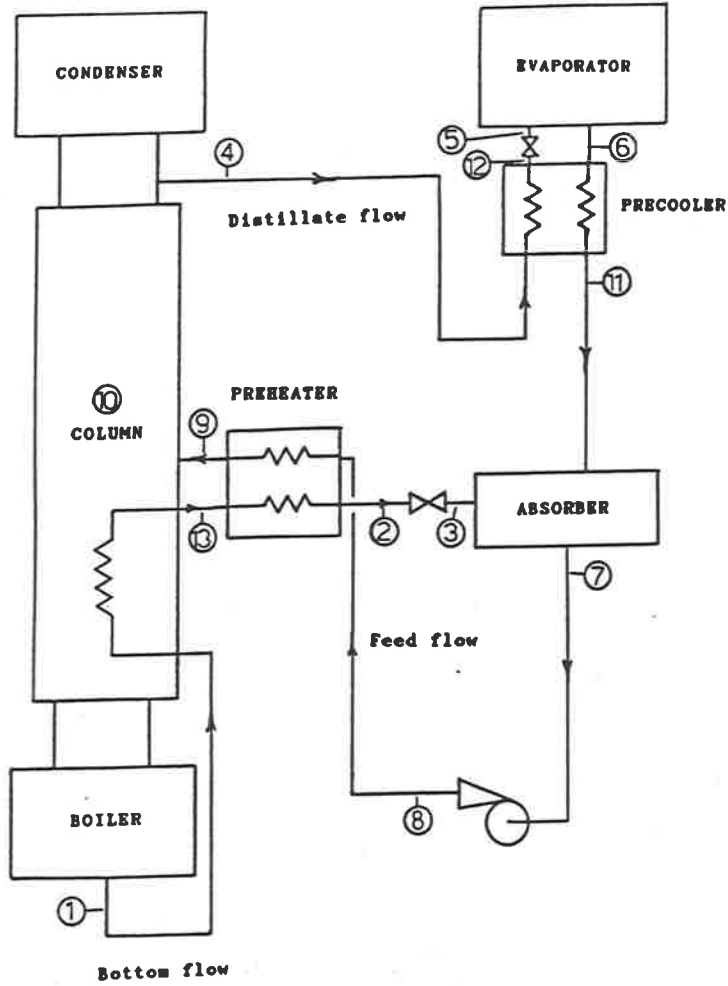 CONDENSER
EVAPORATOR
5
6
4
12
PRECOOLER
Distillate flow
11
10
COLUMN
PREHEATER
9
ABSORBER
13
2
3
7
Feed flow
BOILER
8
1
Bottom flow